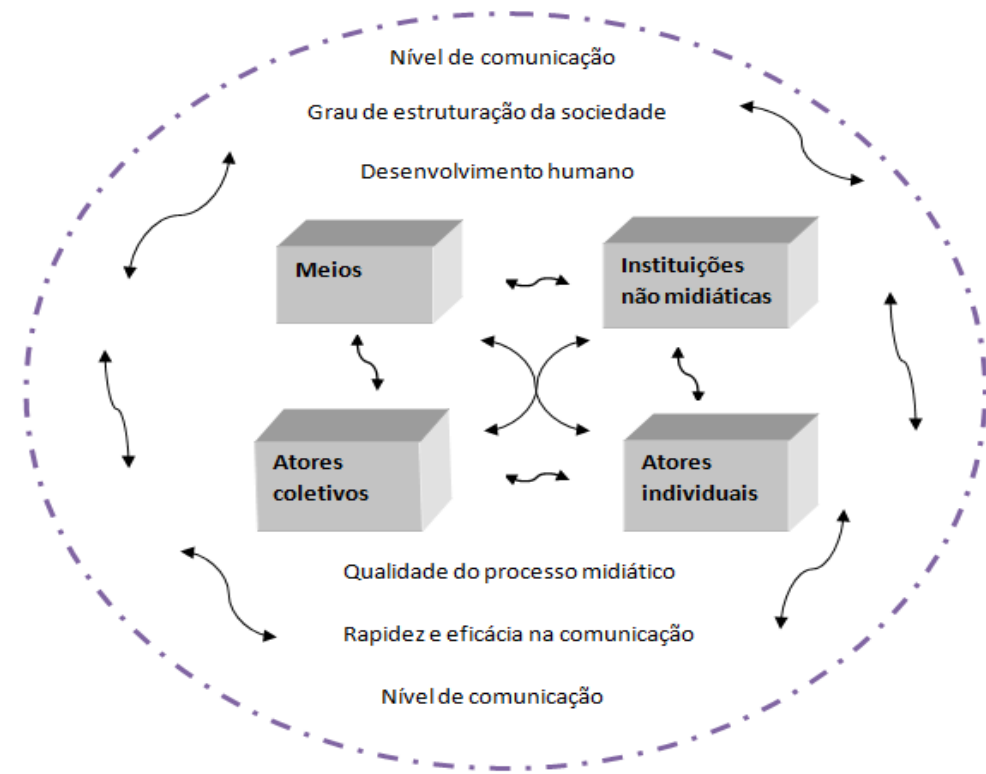 Nível de comunicação
Grau de estruturação da sociedade
Desenvolvimento humano
Meios
Instituições
não midiáticas
Atores
coletivos
Atores
individuais
Qualidade do processo midiático
Rapidez e eficácia na comunicação
Nível de comunicação